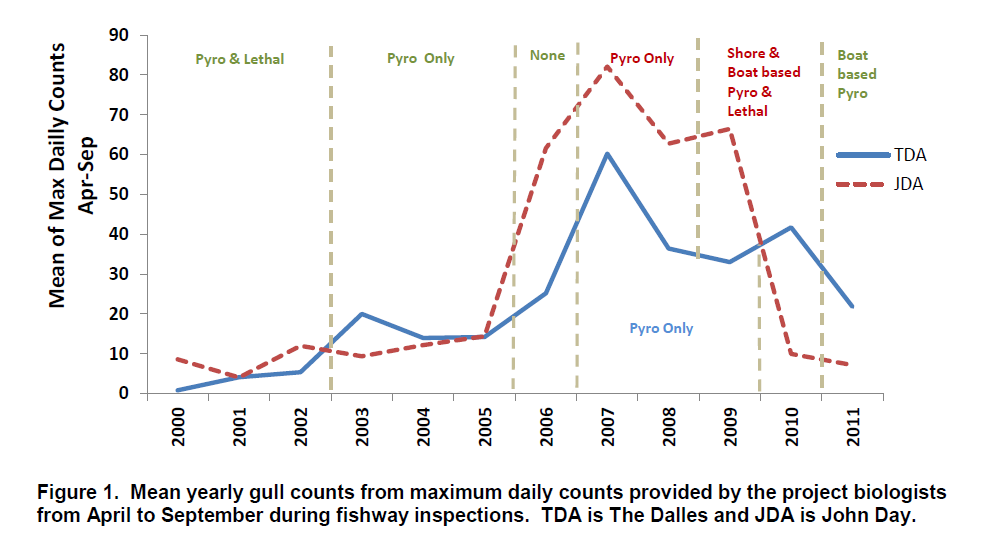 Mean of Max Dailly Counts
Apr-Sep
90
80
70
60
50
40
30
20
10
0
Pyro & Lethal
Pyro Only
None
Pyro Only
Shore &
Boat based
Pyro &
Lethal
Boat
based
Pyro
TDA
JDA
Pyro Only
2000
2001
2002
2003
2004
2005
2006
2007
2008
2009
2010
2011
Figure 1. Mean yearly gull counts from maximum daily counts provided by the project biologists
from April to September during fishway inspections. TDA is The Dalles and JDA is John Day.